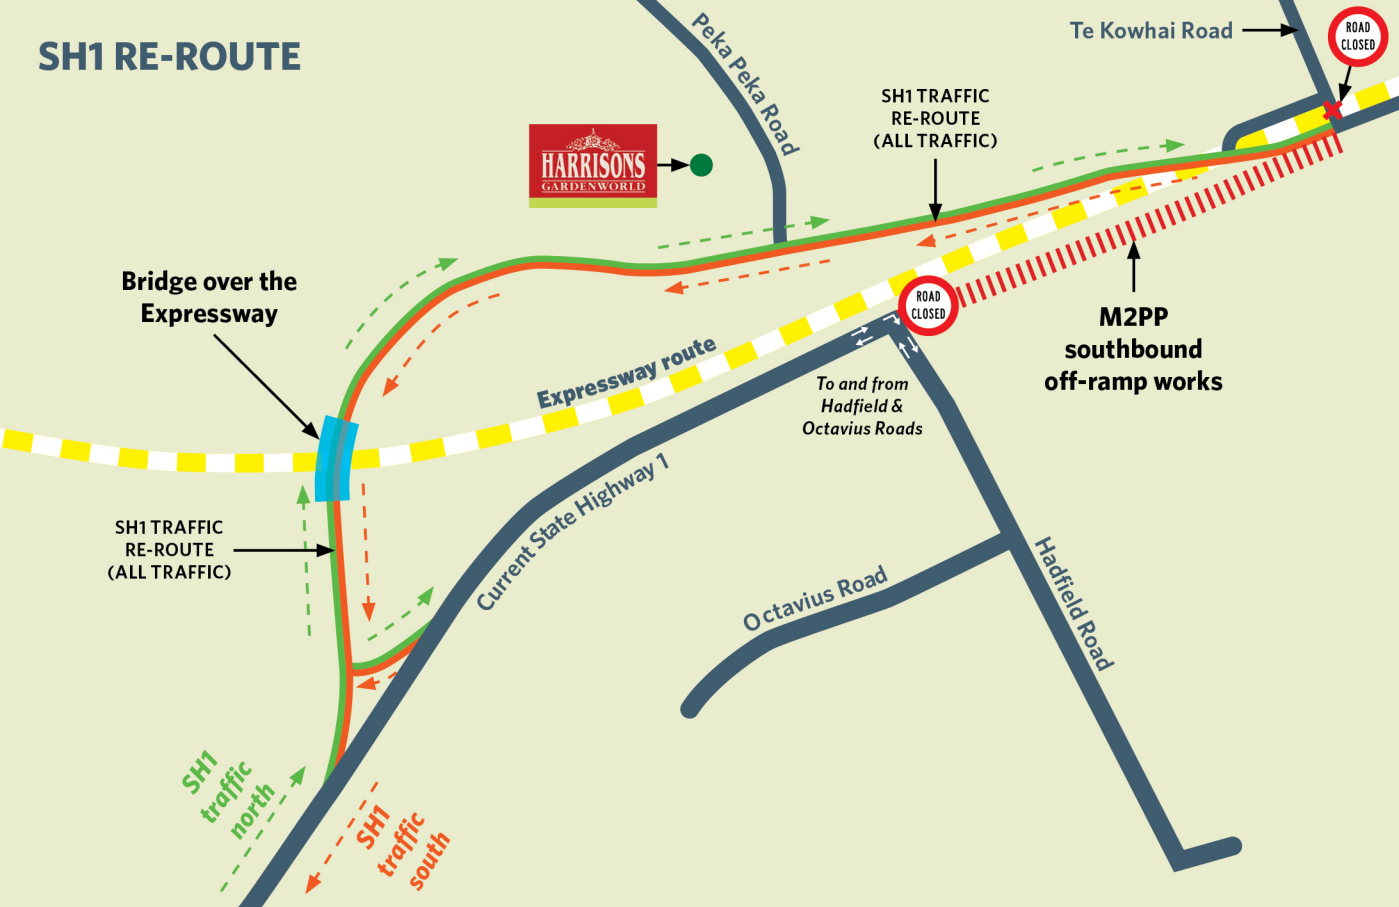 SH1 RE-ROUTE
Peka Peka Road
Te Kowhai Road
ROAD
CLOSED
SH1 TRAFFIC
RE-ROUTE
(ALL TRAFFIC)
HARRISONS
GARDENWORLD
Bridge over the
Expressway
ROAD
CLOSED
M2PP
southbound
off-ramp works
Expressway route
To and from
Hadfield &
Octavius Roads
Current State Highway 1
SH1 TRAFFIC
RE-ROUTE
(ALL TRAFFIC)
Octavius Road
Hadfield Road
SH1
traffic
north
SH1
traffic
south